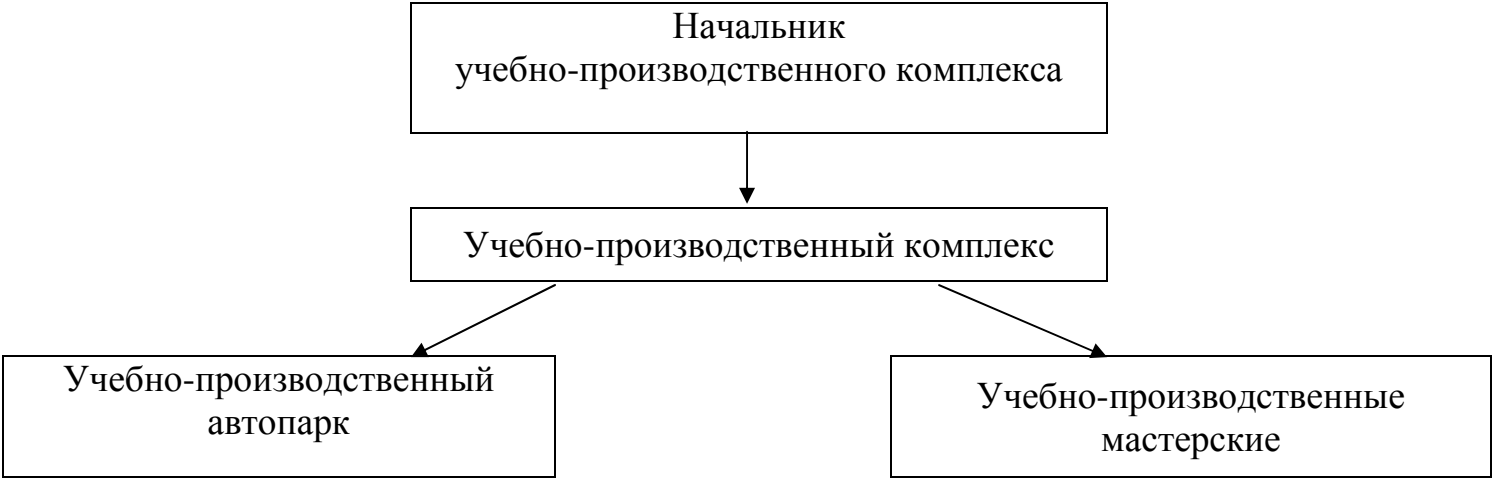 Начальник
учебно-производственного комплекса
Учебно-производственный комплекс
Учебно-производственный
автопарк
Учебно-производственные
мастерские